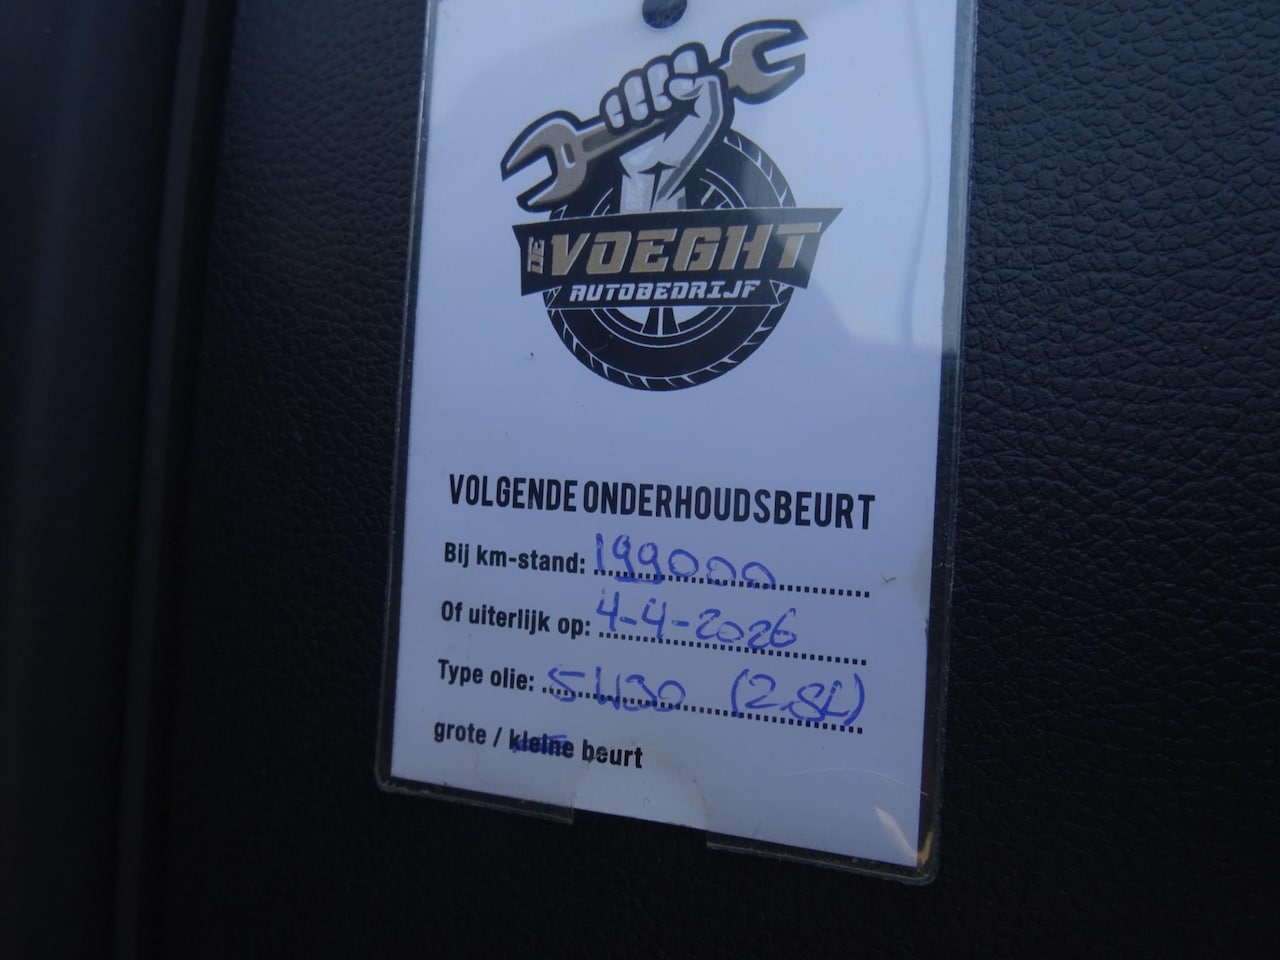 DE VOEGHT
AUTOBEDRIJF
VOLGENDE ONDERHOUDSBEURT
Bij km-stand: 199000
Of uiterlijk op: 4-4-2026
Type olie: 5W30 (2.8L)
grote / kleine beurt